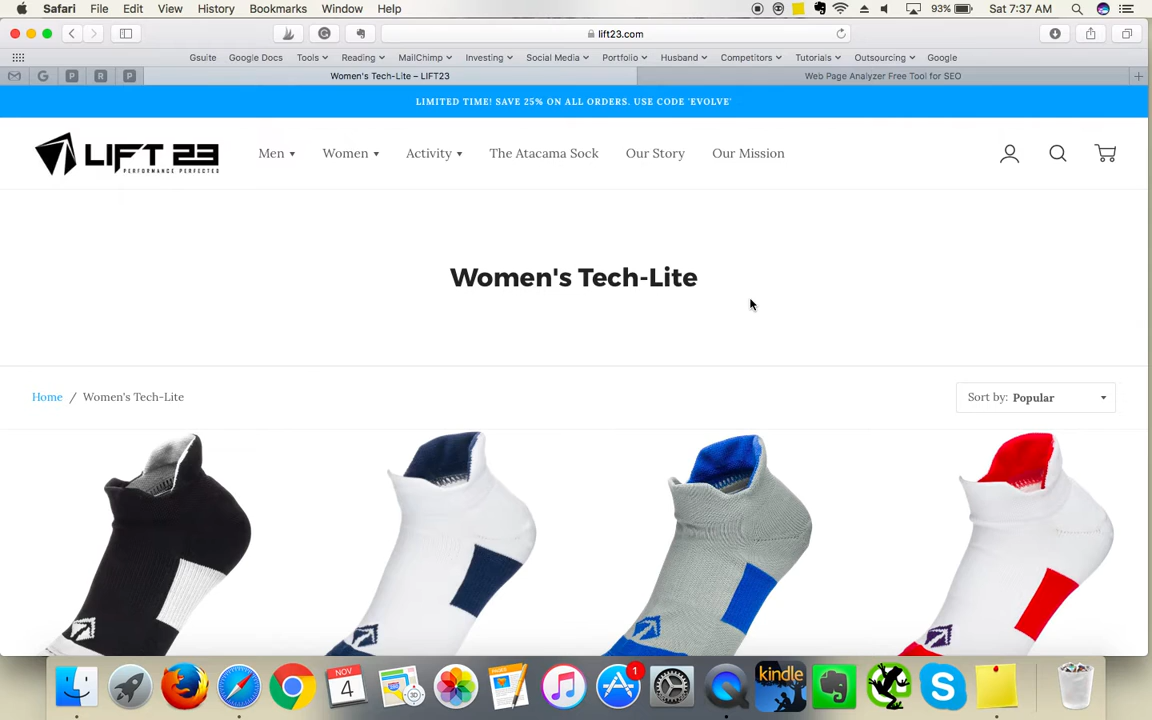 Safari File Edit View History Bookmarks Window Help 93% Sat 7:37 AM
lift23.com
Gsuite Google Docs Tools Reading MailChimp Investing Social Media Portfolio Husband Competitors Tutorials Outsourcing Google
G P R P Women's Tech-Lite – LIFT23 Web Page Analyzer Free Tool for SEO
LIMITED TIME! SAVE 25% ON ALL ORDERS. USE CODE 'EVOLVE'
LIFT 23 Men Women Activity The Atacama Sock Our Story Our Mission
PERFORMANCE PERFECTED
Women's Tech-Lite
Home / Women's Tech-Lite Sort by: Popular
NOV
4
3D
1
kindle
S